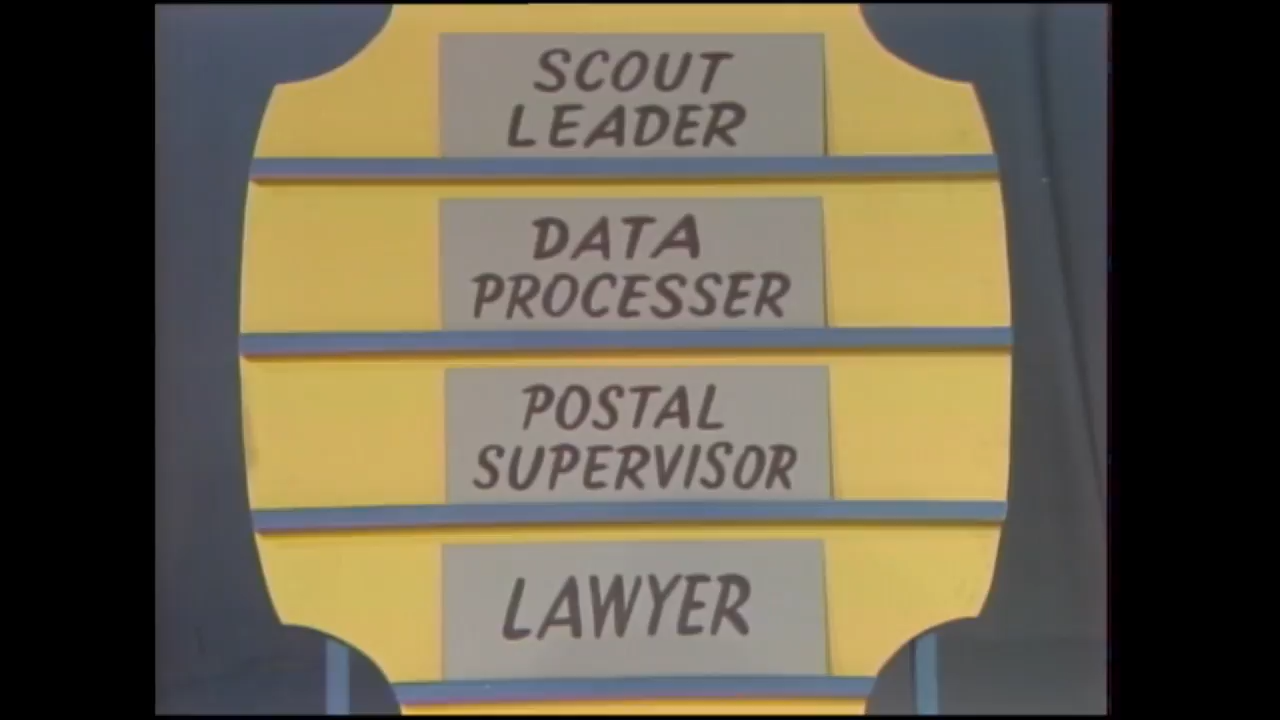 SCOUT
LEADER
DATA
PROCESSER
POSTAL
SUPERVISOR
LAWYER